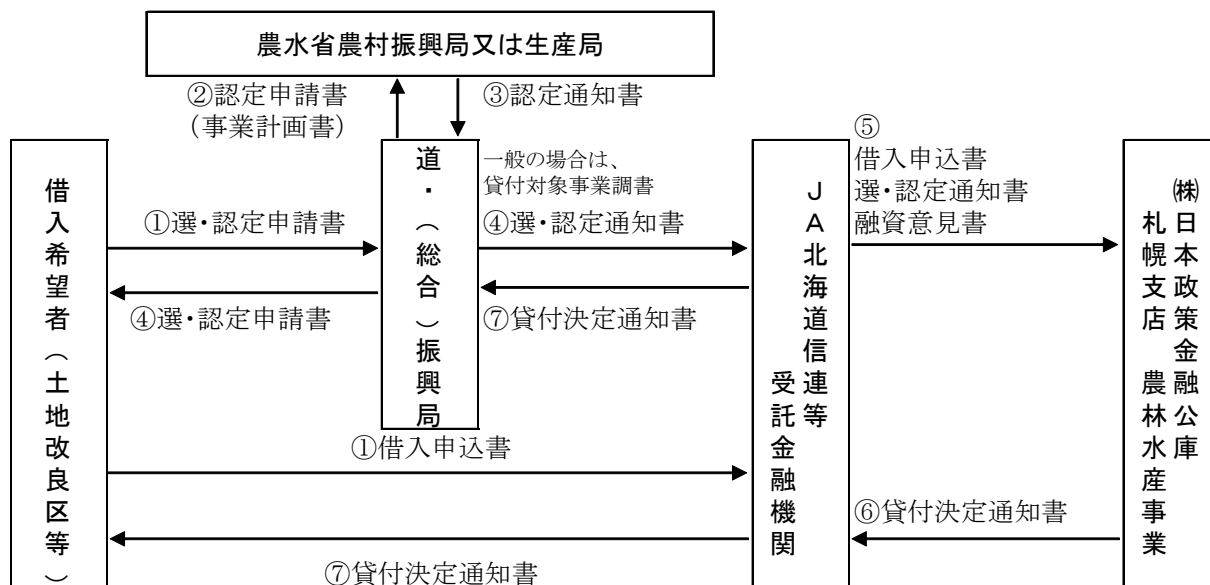 農水省農村振興局又は生産局
②認定申請書
（事業計画書）
③認定通知書
借入希望者（土地改良区等）
①選・認定申請書
④選・認定申請書
道・（総合）振興局
一般の場合は、
貸付対象事業調書
④選・認定通知書
⑦貸付決定通知書
①借入申込書
⑦貸付決定通知書
ＪＡ北海道信連等
受託金融機関
⑤
借入申込書
選・認定通知書
融資意見書
⑥貸付決定通知書
㈱日本政策金融公庫
札幌支店　農林水産事業